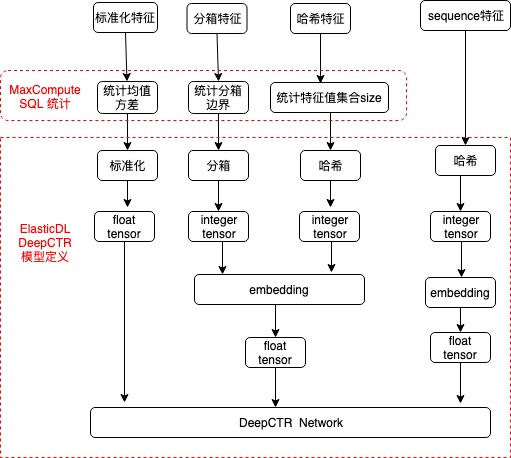 标准化特征
分箱特征
哈希特征
sequence特征
MaxCompute
SQL 统计
统计均值
方差
统计分箱
边界
统计特征值集合size
标准化
分箱
哈希
哈希
ElasticDL
DeepCTR
模型定义
float
tensor
integer
tensor
integer
tensor
integer
tensor
embedding
embedding
float
tensor
float
tensor
DeepCTR Network